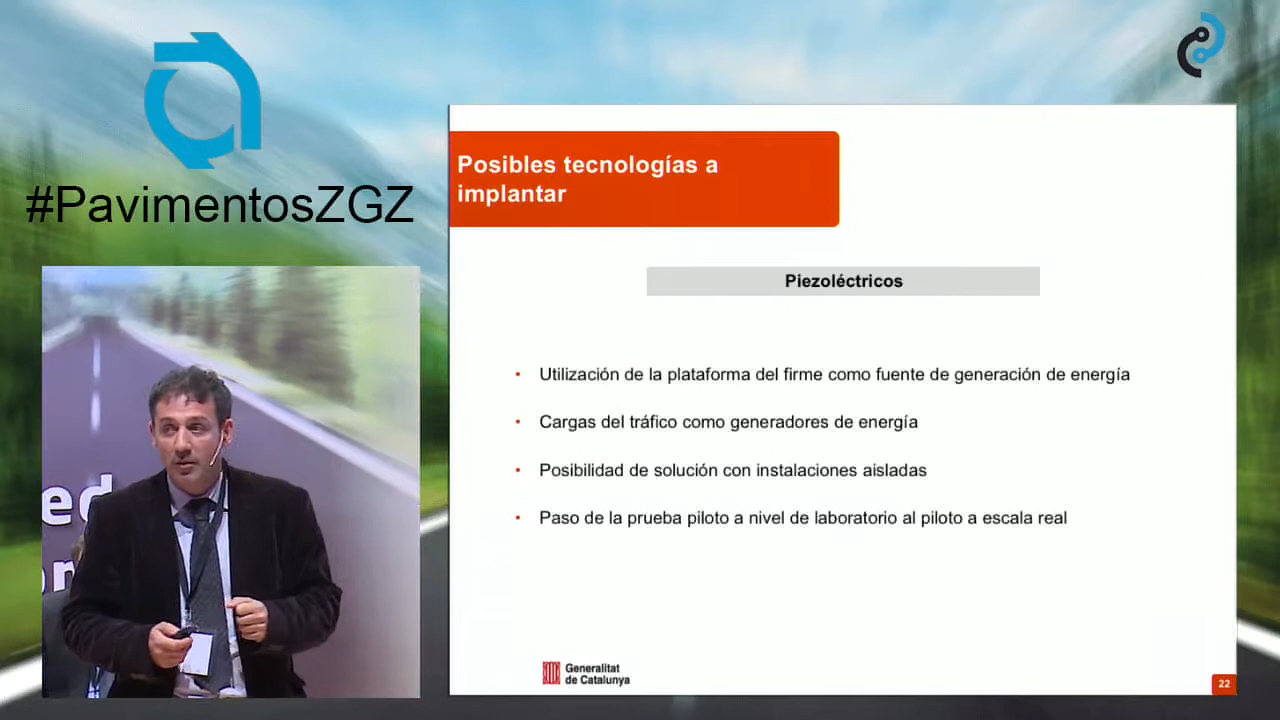 #PavimentosZGZ
Posibles tecnologías a
implantar
Piezoléctricos
• Utilización de la plataforma del firme como fuente de generación de energía
• Cargas del tráfico como generadores de energía
• Posibilidad de solución con instalaciones aisladas
• Paso de la prueba piloto a nivel de laboratorio al piloto a escala real
ed
on
Generalitat
de Catalunya
22